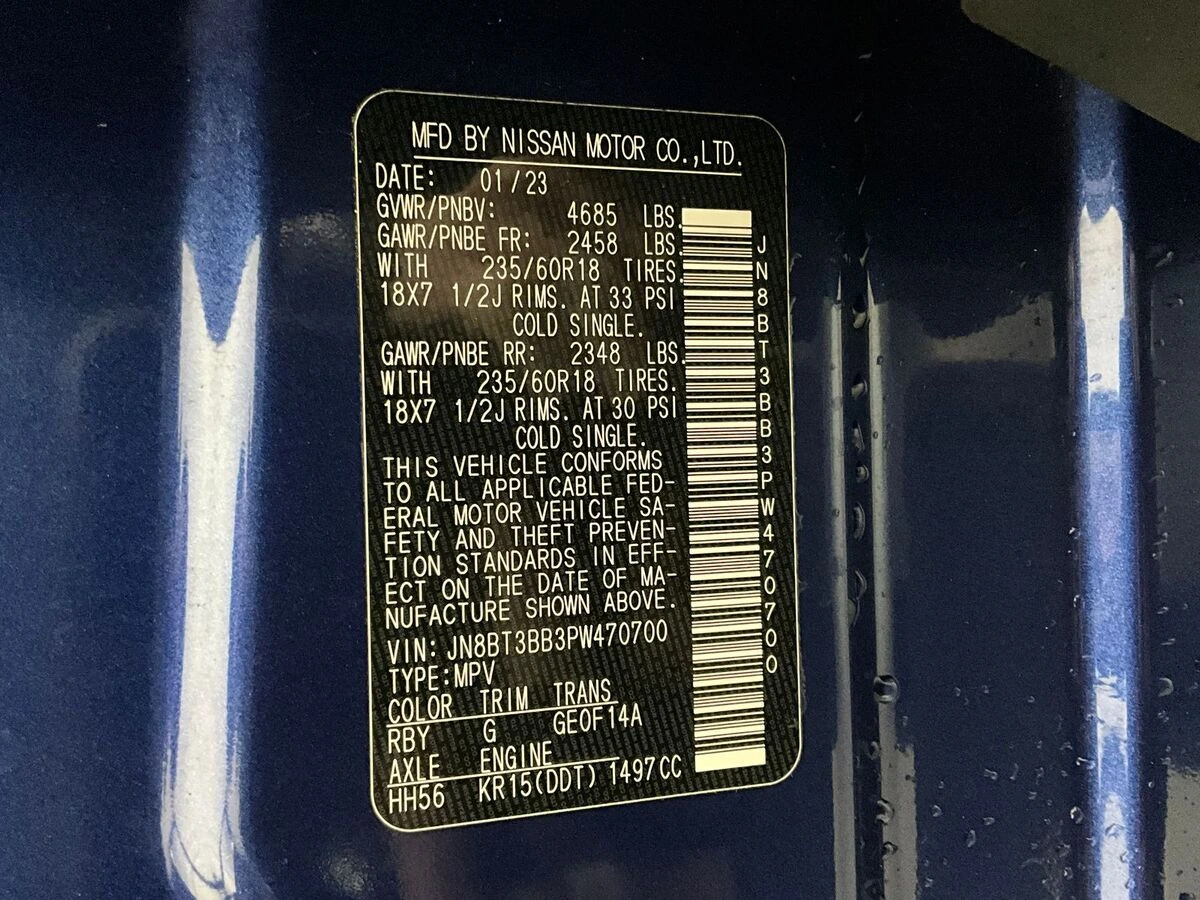 MFD BY NISSAN MOTOR CO.,LTD.
DATE: 01/23
GVWR/PNBV: 4685 LBS.
GAWR/PNBE FR: 2458 LBS.
WITH 235/60R18 TIRES.
18X7 1/2J RIMS. AT 33 PSI
COLD SINGLE.
GAWR/PNBE RR: 2348 LBS.
WITH 235/60R18 TIRES.
18X7 1/2J RIMS. AT 30 PSI
COLD SINGLE.
THIS VEHICLE CONFORMS
TO ALL APPLICABLE FED-
ERAL MOTOR VEHICLE SA-
FETY AND THEFT PREVEN-
TION STANDARDS IN EFF-
ECT ON THE DATE OF MA-
NUFACTURE SHOWN ABOVE.
VIN: JN8BT3BB3PW470700
TYPE:MPV
COLOR TRIM TRANS
RBY G GE0F14A
AXLE ENGINE
HH56 KR15(DDT) 1497CC
JN8BT3BB3PW470700